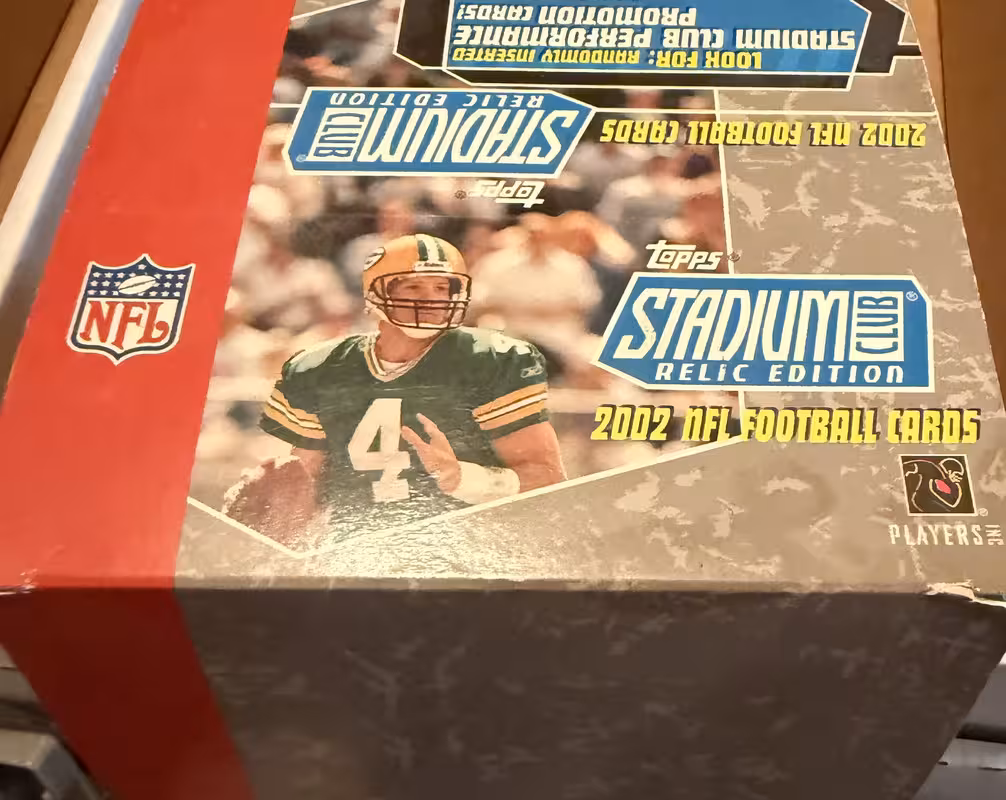 LOOK FOR: RANDOMLY INSERTED
STADIUM CLUB PERFORMANCE
PROMOTION CARDS!
2002 NFL FOOTBALL CARDS
Topps®
STADIUM CLUB
RELIC EDITION
NFL
4
4
G
Topps®
STADIUM CLUB®
RELIC EDITION
2002 NFL FOOTBALL CARDS
PLAYERS INC